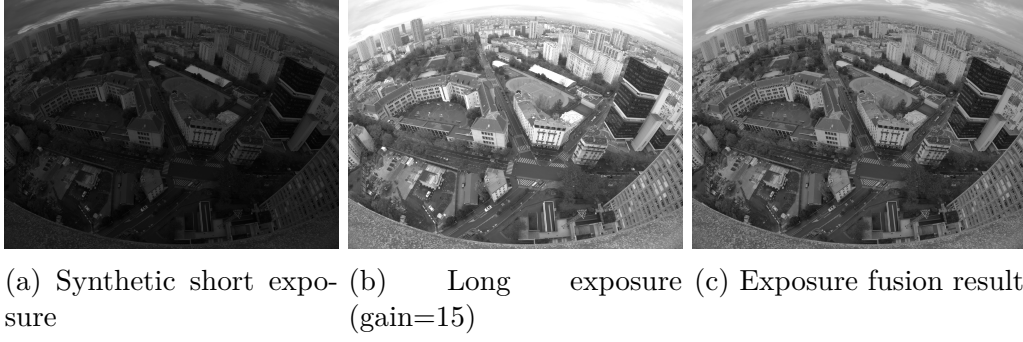 (a) Synthetic short expo-
sure
(b) Long exposure
(gain=15)
(c) Exposure fusion result